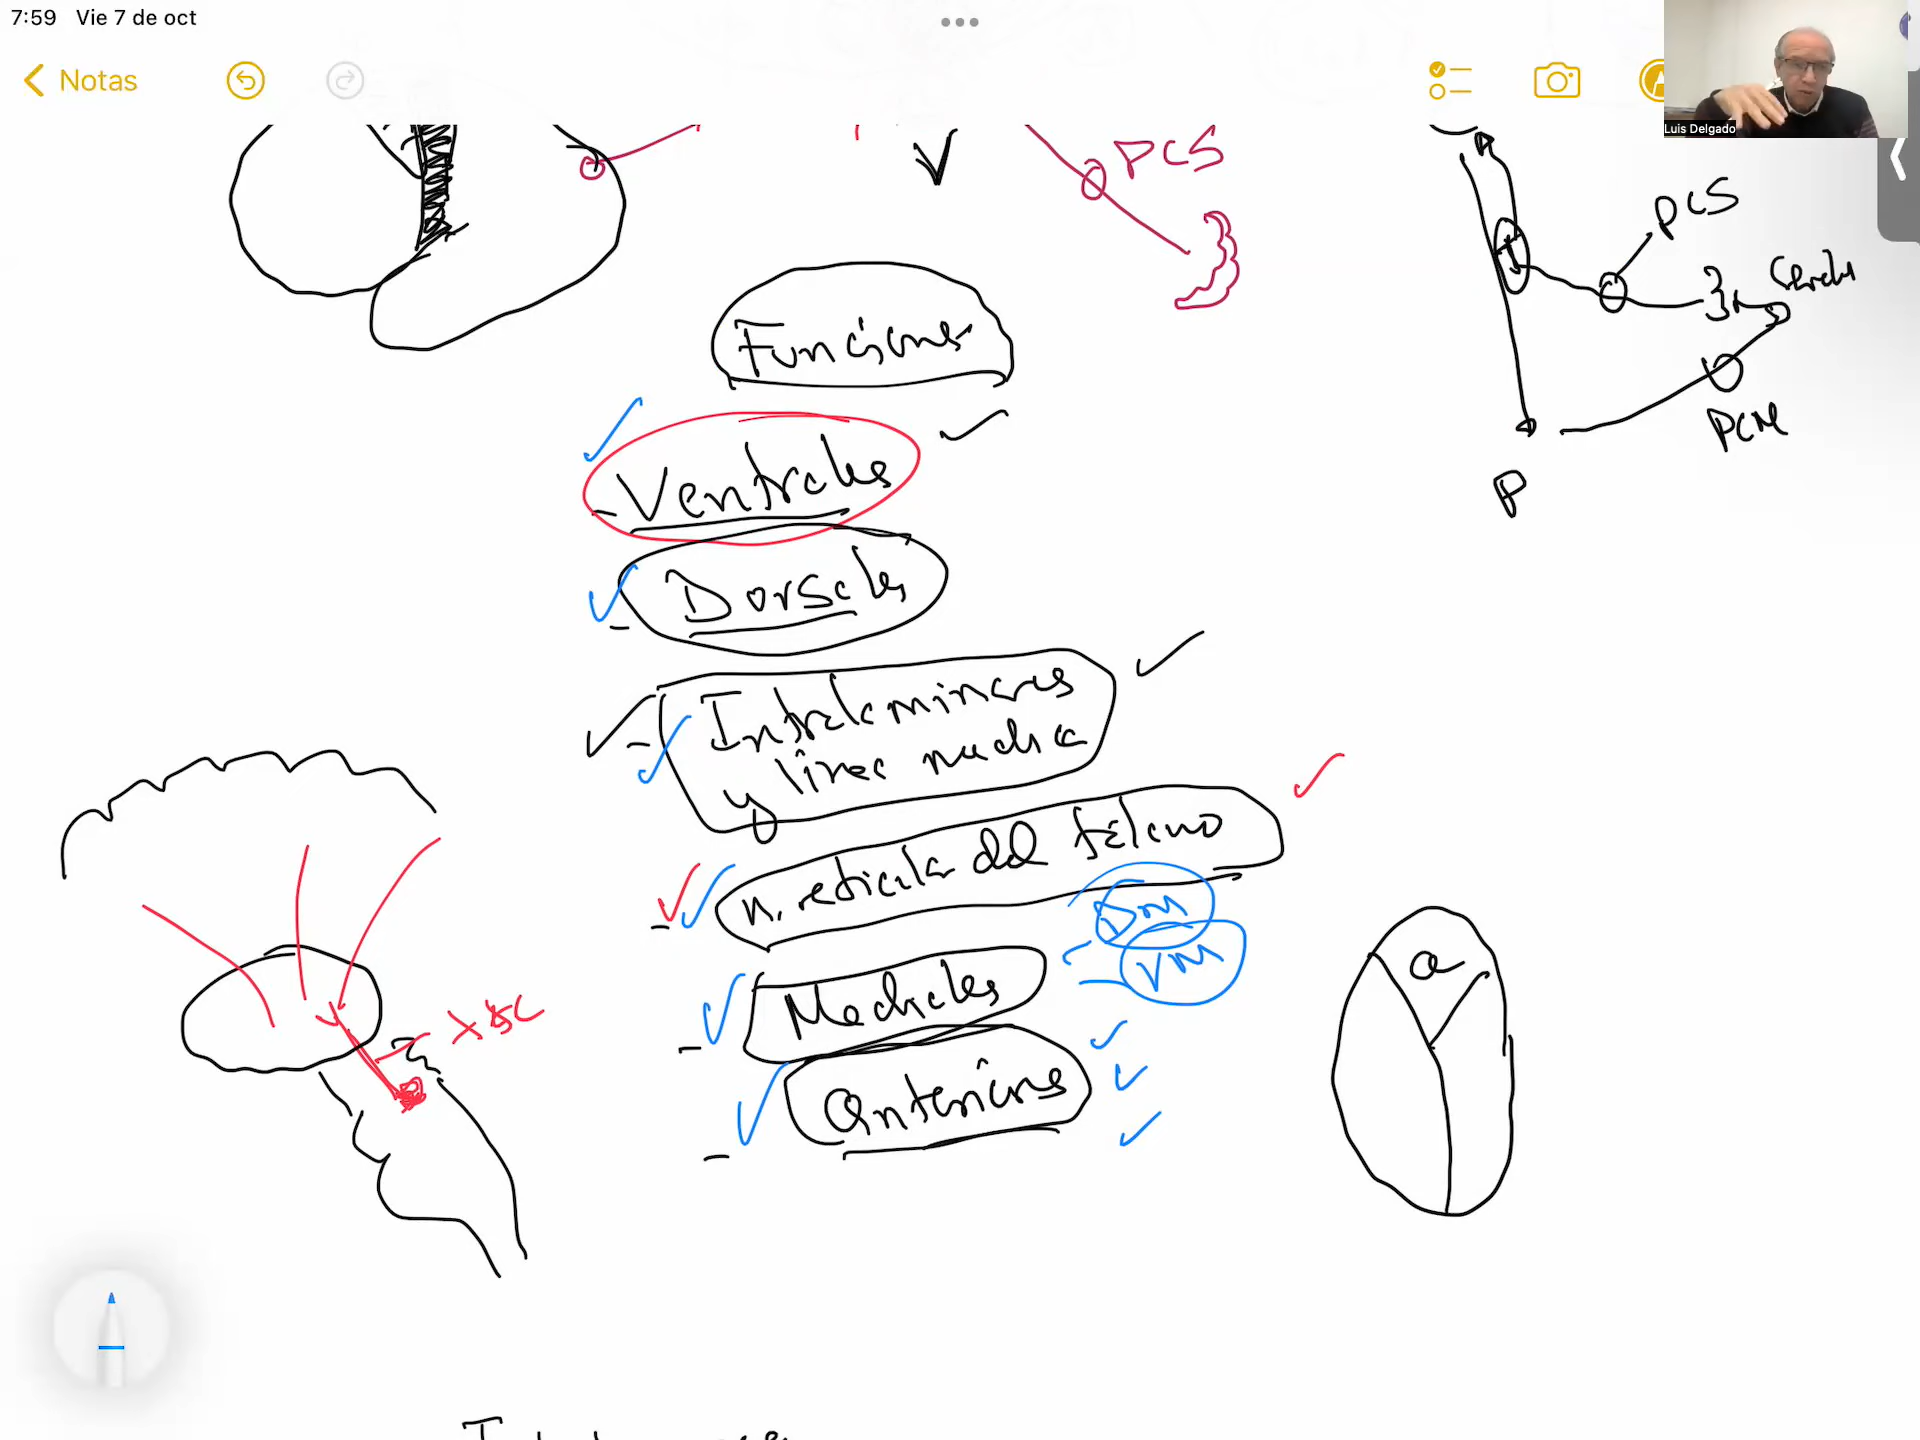 7:59 Vie 7 de oct
Notas
Luis Delgado
V
PCS
PCS
Funciones
PCM
P
Ventrales
Dorsales
Intralaminares
y línea media
n. reticular del tálamo
DM
VM
Mediales
a
anteriores